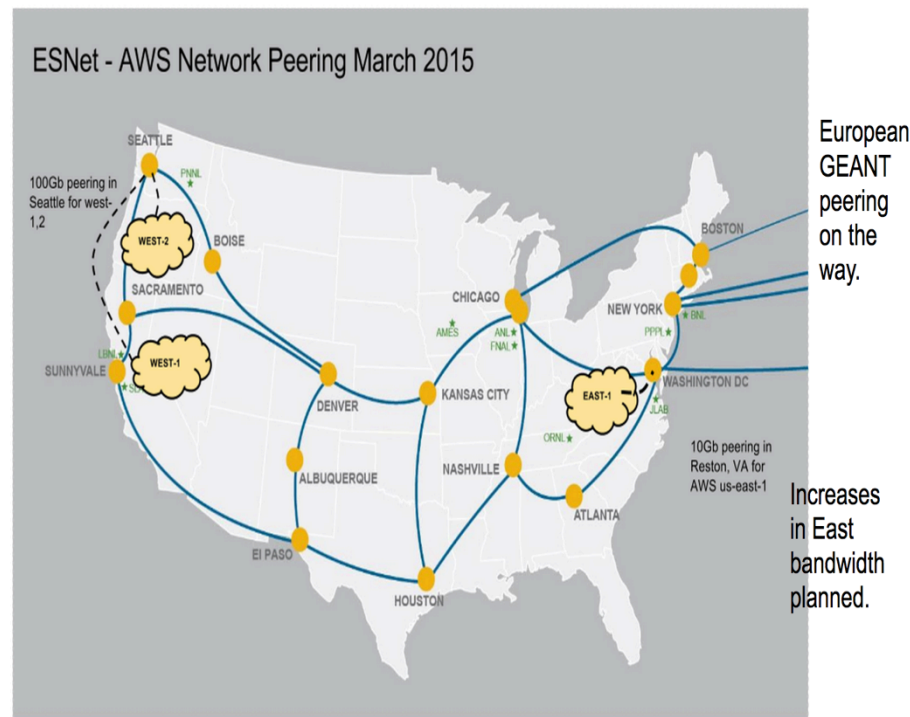 ESNet - AWS Network Peering March 2015
SEATTLE
PNNL
100Gb peering in
Seattle for west-
1,2
WEST-2
BOISE
SACRAMENTO
LBNL
WEST-1
SUNNYVALE
DENVER
ALBUQUERQUE
El PASO
HOUSTON
KANSAS CITY
AMES
CHICAGO
ANL
FNAL
NASHVILLE
ORNL
ATLANTA
EAST-1
WASHINGTON DC
JLAB
PPPL
BNL
NEW YORK
BOSTON
10Gb peering in
Reston, VA for
AWS us-east-1
European
GEANT
peering
on the
way.
Increases
in East
bandwidth
planned.